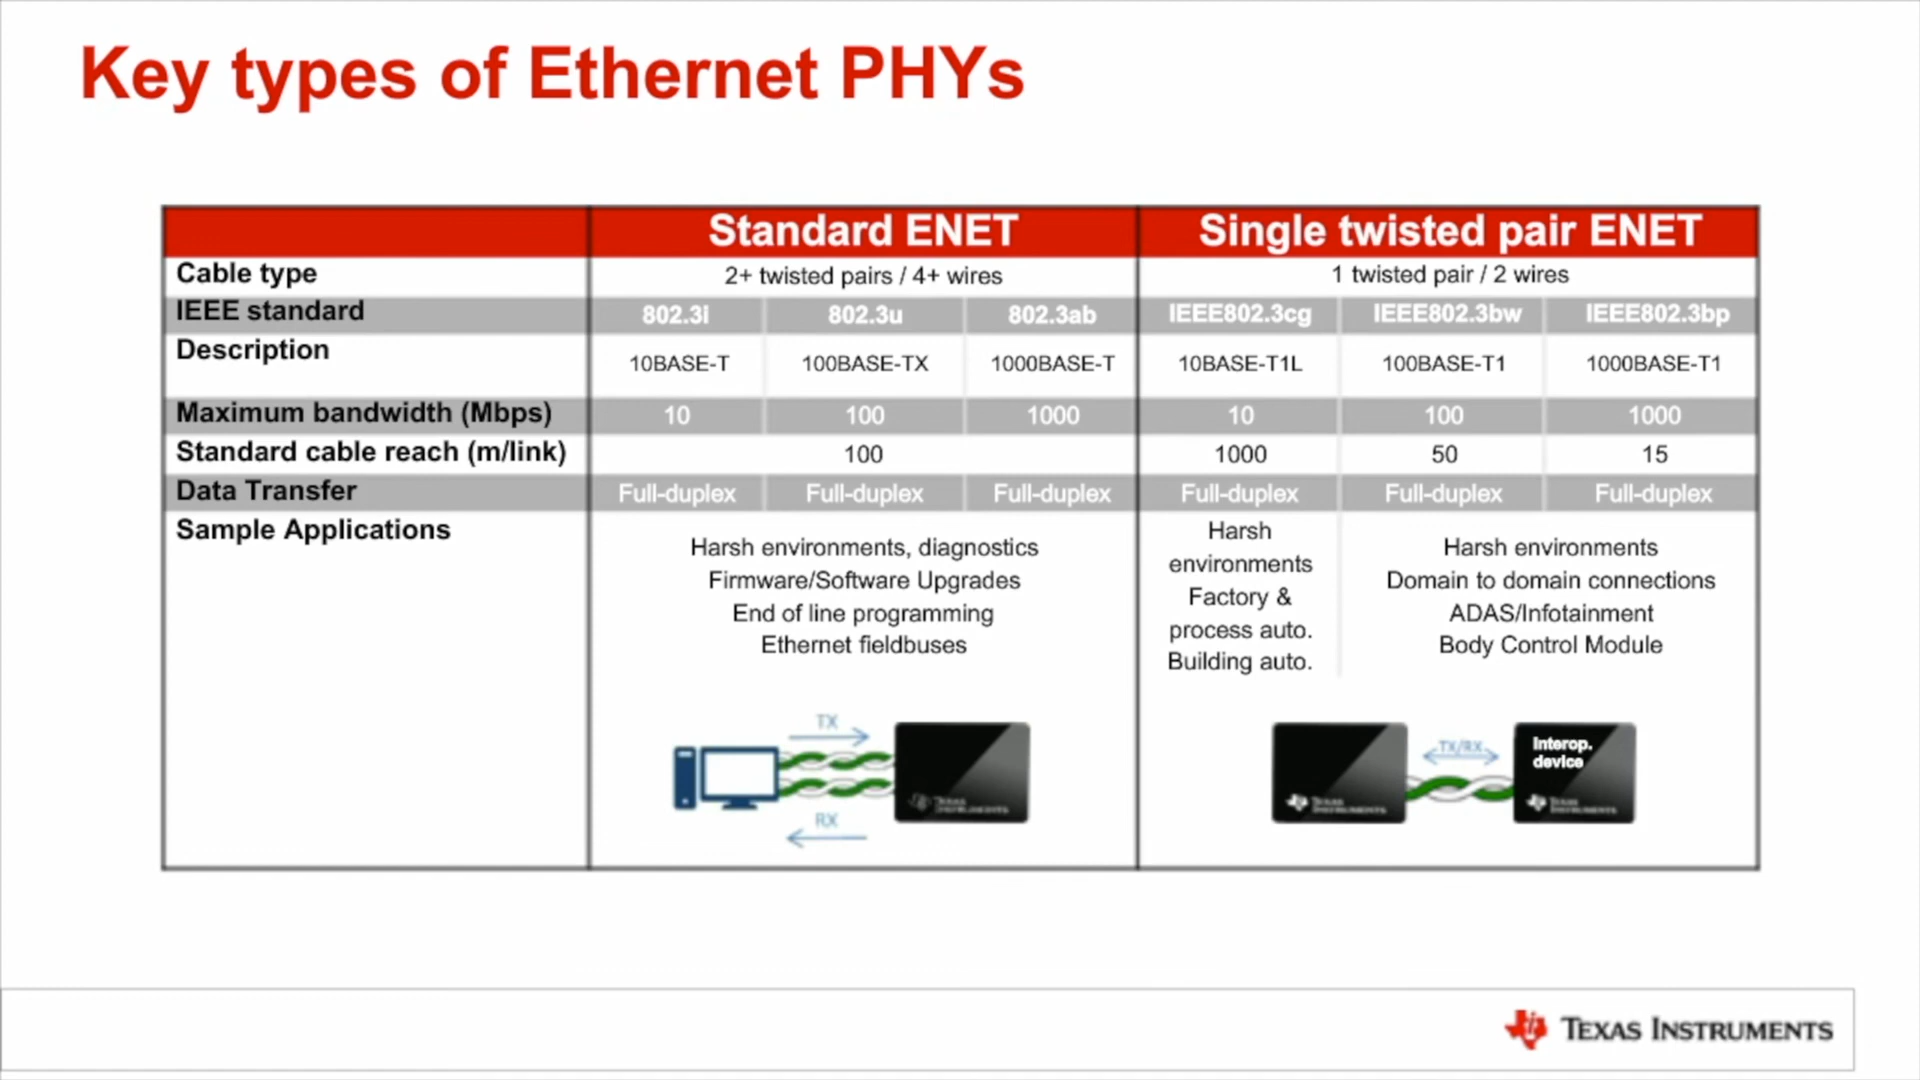 Key types of Ethernet PHYs
Standard ENET Single twisted pair ENET
Cable type 2+ twisted pairs / 4+ wires 1 twisted pair / 2 wires
IEEE standard 802.3i 802.3u 802.3ab IEEE802.3cg IEEE802.3bw IEEE802.3bp
Description 10BASE-T 100BASE-TX 1000BASE-T 10BASE-T1L 100BASE-T1 1000BASE-T1
Maximum bandwidth (Mbps) 10 100 1000 10 100 1000
Standard cable reach (m/link) 100 1000 50 15
Data Transfer Full-duplex Full-duplex Full-duplex Full-duplex Full-duplex Full-duplex
Sample Applications
Harsh environments, diagnostics
Firmware/Software Upgrades
End of line programming
Ethernet fieldbuses
Harsh
environments
Factory &
process auto.
Building auto.
Harsh environments
Domain to domain connections
ADAS/Infotainment
Body Control Module
TX
RX
TEXAS
INSTRUMENTS
TEXAS
INSTRUMENTS
TX/RX
Interop.
device
TEXAS
INSTRUMENTS
TEXAS INSTRUMENTS